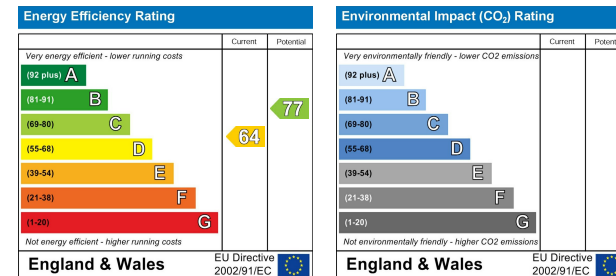 Energy Efficiency Rating
Current Potential
Very energy efficient - lower running costs
(92 plus) A
(81-91) B
77
(69-80) C
64
(55-68) D
(39-54) E
(21-38) F
(1-20) G
Not energy efficient - higher running costs
England & Wales
EU Directive
2002/91/EC
Environmental Impact (CO₂) Rating
Current Potent
Very environmentally friendly - lower CO2 emissions
(92 plus) A
(81-91) B
(69-80) C
(55-68) D
(39-54) E
(21-38) F
(1-20) G
Not environmentally friendly - higher CO2 emissions
England & Wales
EU Directive
2002/91/EC